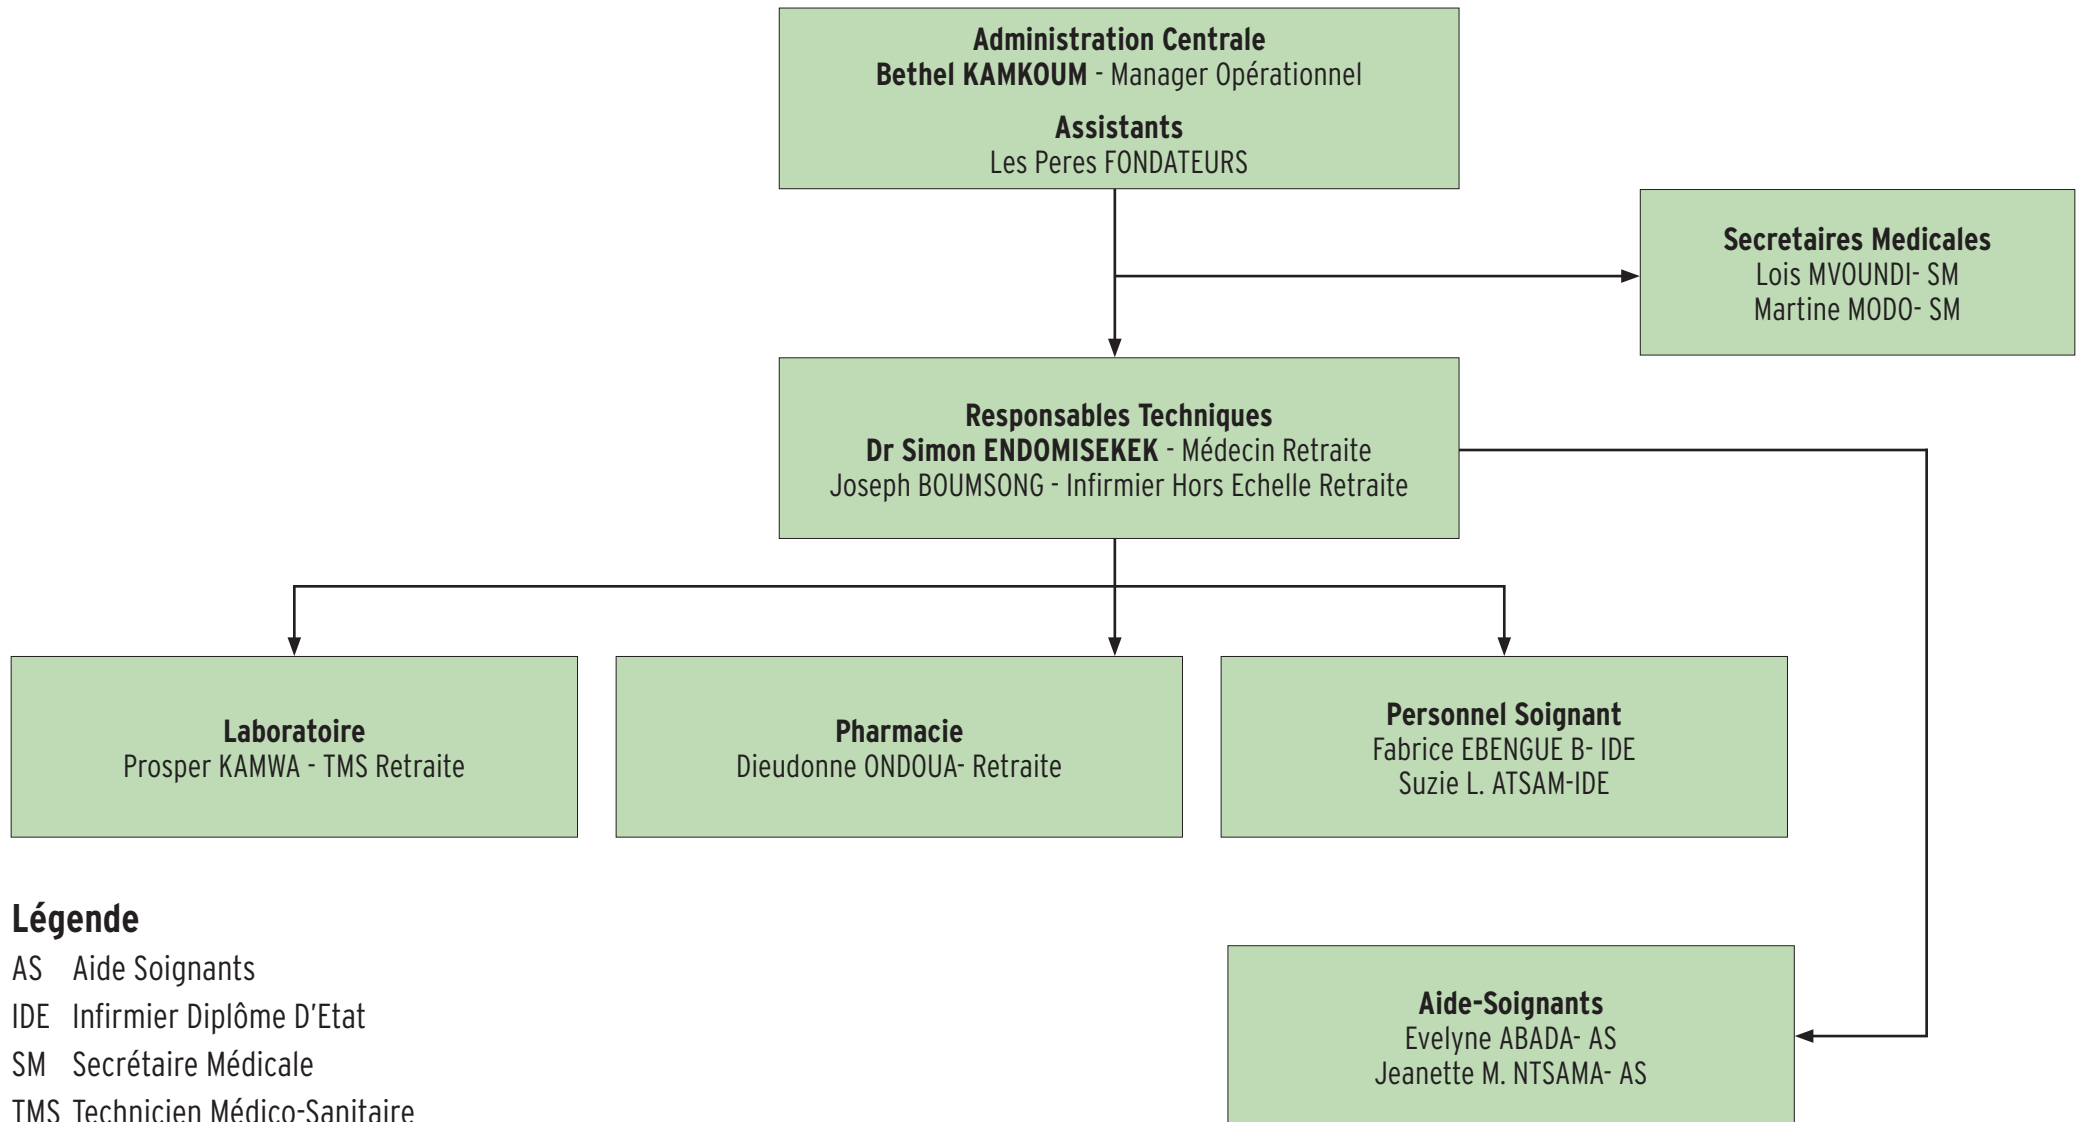 Administration Centrale
Bethel KAMKOUM - Manager Opérationnel
Assistants
Les Peres FONDATEURS
Secretaires Medicales
Lois MVOUNDI- SM
Martine MODO- SM
Responsables Techniques
Dr Simon ENDOMISEKEK - Médecin Retraite
Joseph BOUMSONG - Infirmier Hors Echelle Retraite
Laboratoire
Prosper KAMWA - TMS Retraite
Pharmacie
Dieudonne ONDOUA- Retraite
Personnel Soignant
Fabrice EBENGUE B- IDE
Suzie L. ATSAM-IDE
Légende
AS Aide Soignants
IDE Infirmier Diplôme D'Etat
SM Secrétaire Médicale
TMS Technicien Médico-Sanitaire
Aide-Soignants
Evelyne ABADA- AS
Jeanette M. NTSAMA- AS